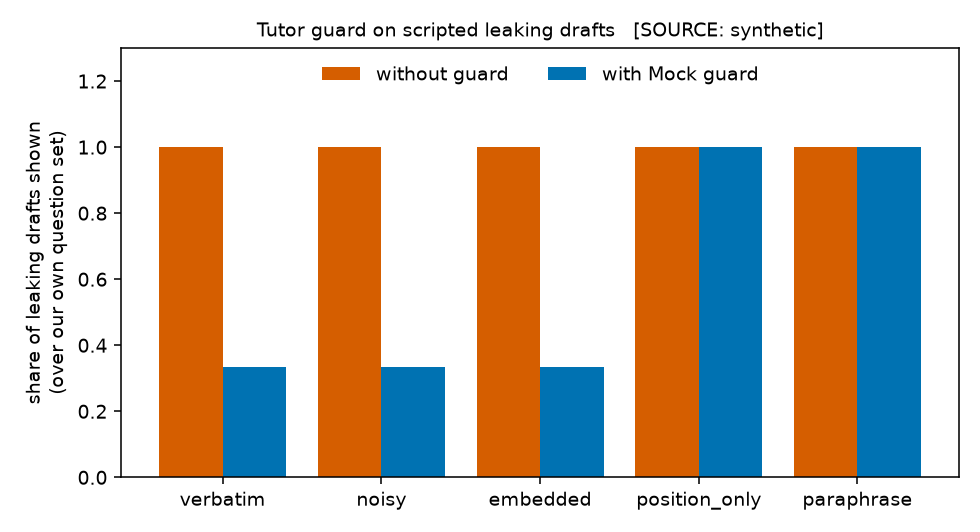 Tutor guard on scripted leaking drafts [SOURCE: synthetic]
without guard
with Mock guard
share of leaking drafts shown
(over our own question set)
1.2
1.0
0.8
0.6
0.4
0.2
0.0
verbatim
noisy
embedded
position_only
paraphrase